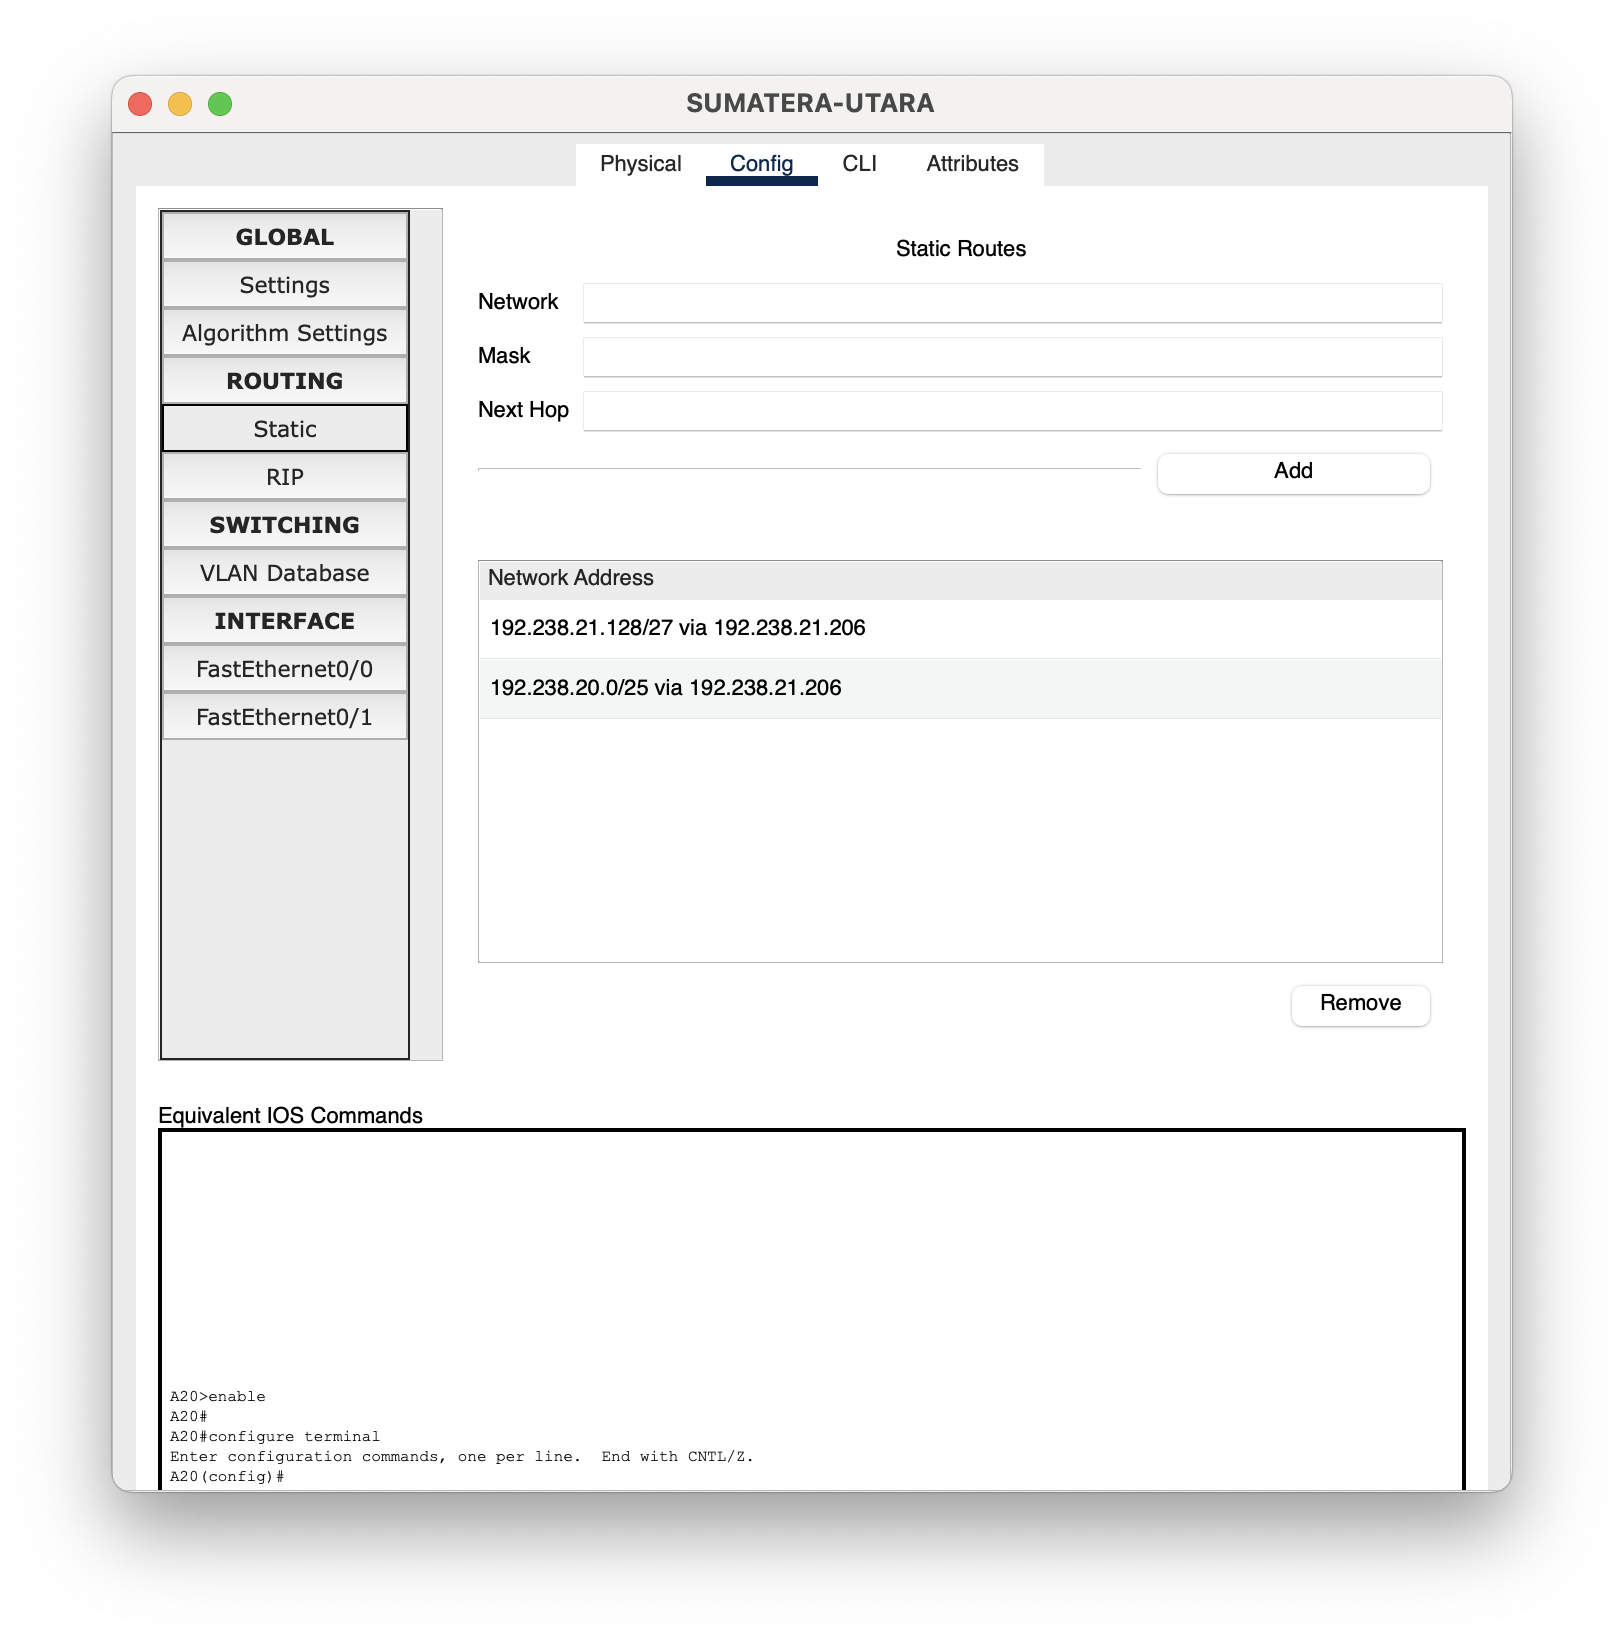 SUMATERA-UTARA
Physical Config CLI Attributes
GLOBAL
Settings
Algorithm Settings
ROUTING
Static
RIP
SWITCHING
VLAN Database
INTERFACE
FastEthernet0/0
FastEthernet0/1
Static Routes
Network
Mask
Next Hop
Add
Network Address
192.238.21.128/27 via 192.238.21.206
192.238.20.0/25 via 192.238.21.206
Remove
Equivalent IOS Commands
A20>enable
A20#
A20#configure terminal
Enter configuration commands, one per line.  End with CNTL/Z.
A20(config)#